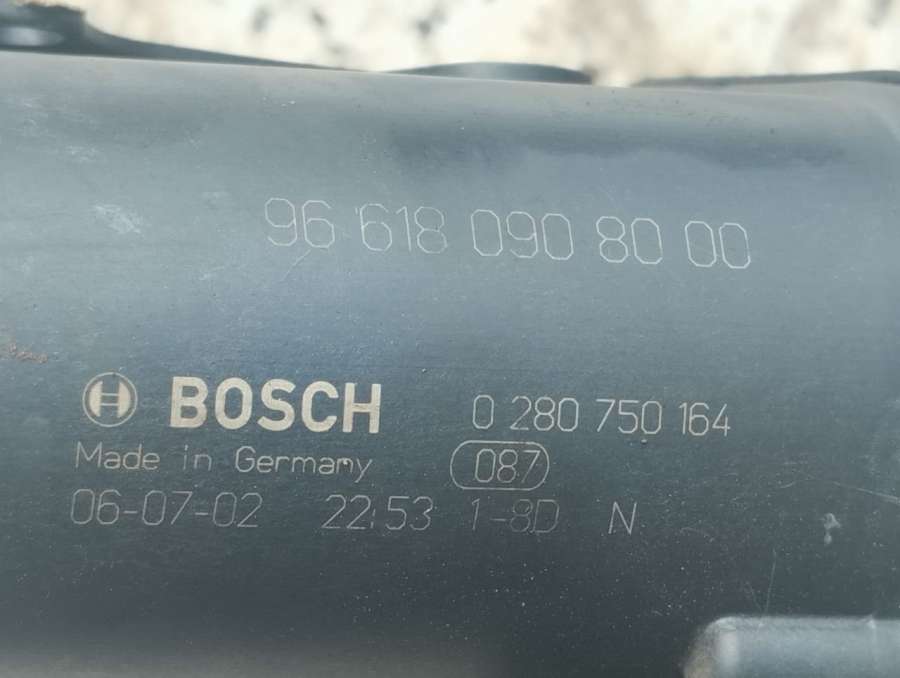 96 618 090 80 00
BOSCH 0 280 750 164
Made in Germany 087
06-07-02 22:53 1-8D N